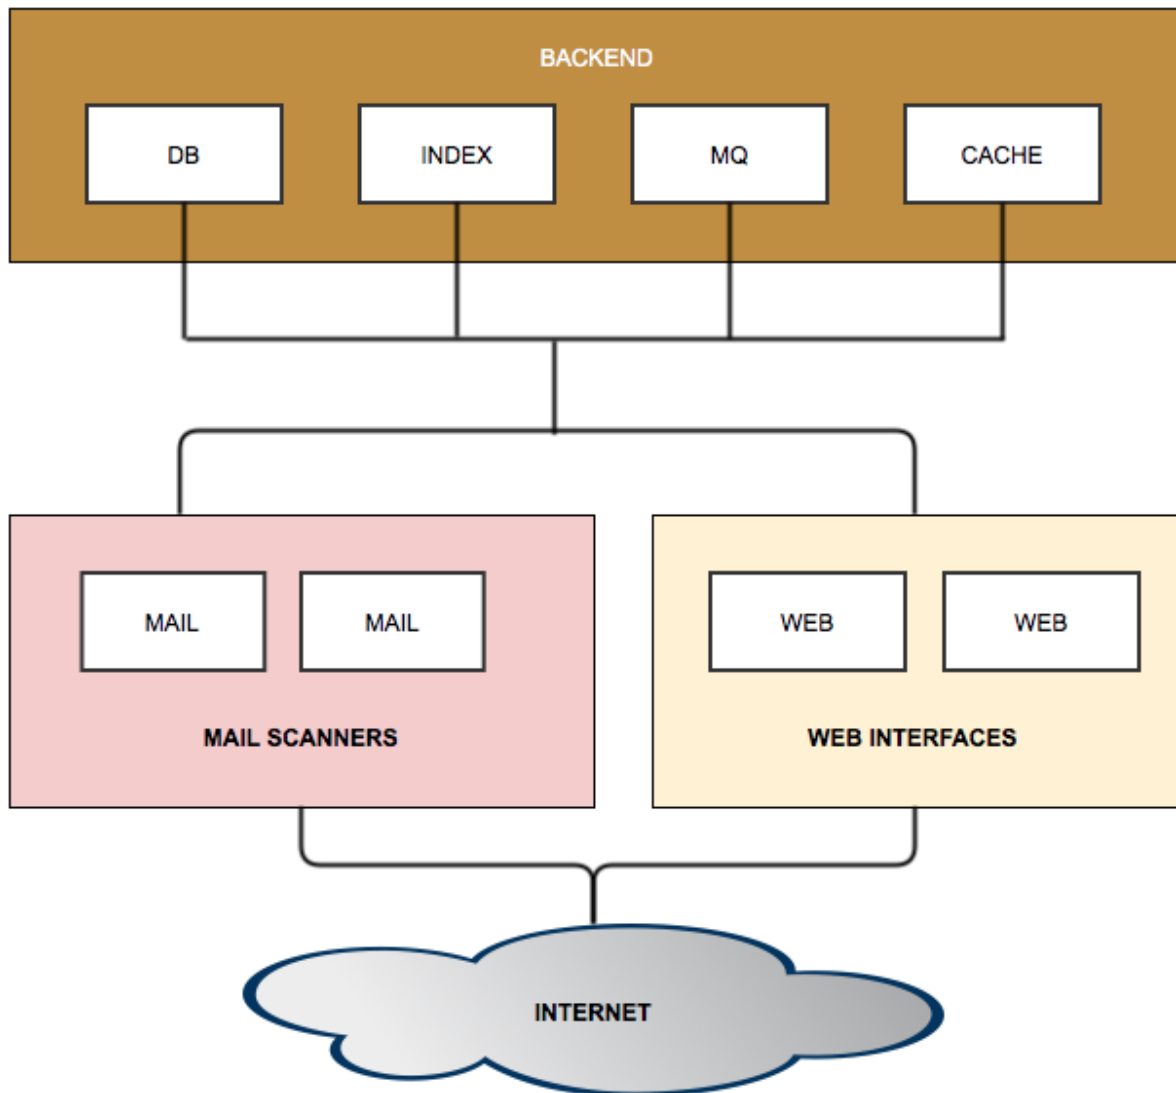 BACKEND
DB
INDEX
MQ
CACHE
MAIL
MAIL
WEB
WEB
MAIL SCANNERS
WEB INTERFACES
INTERNET